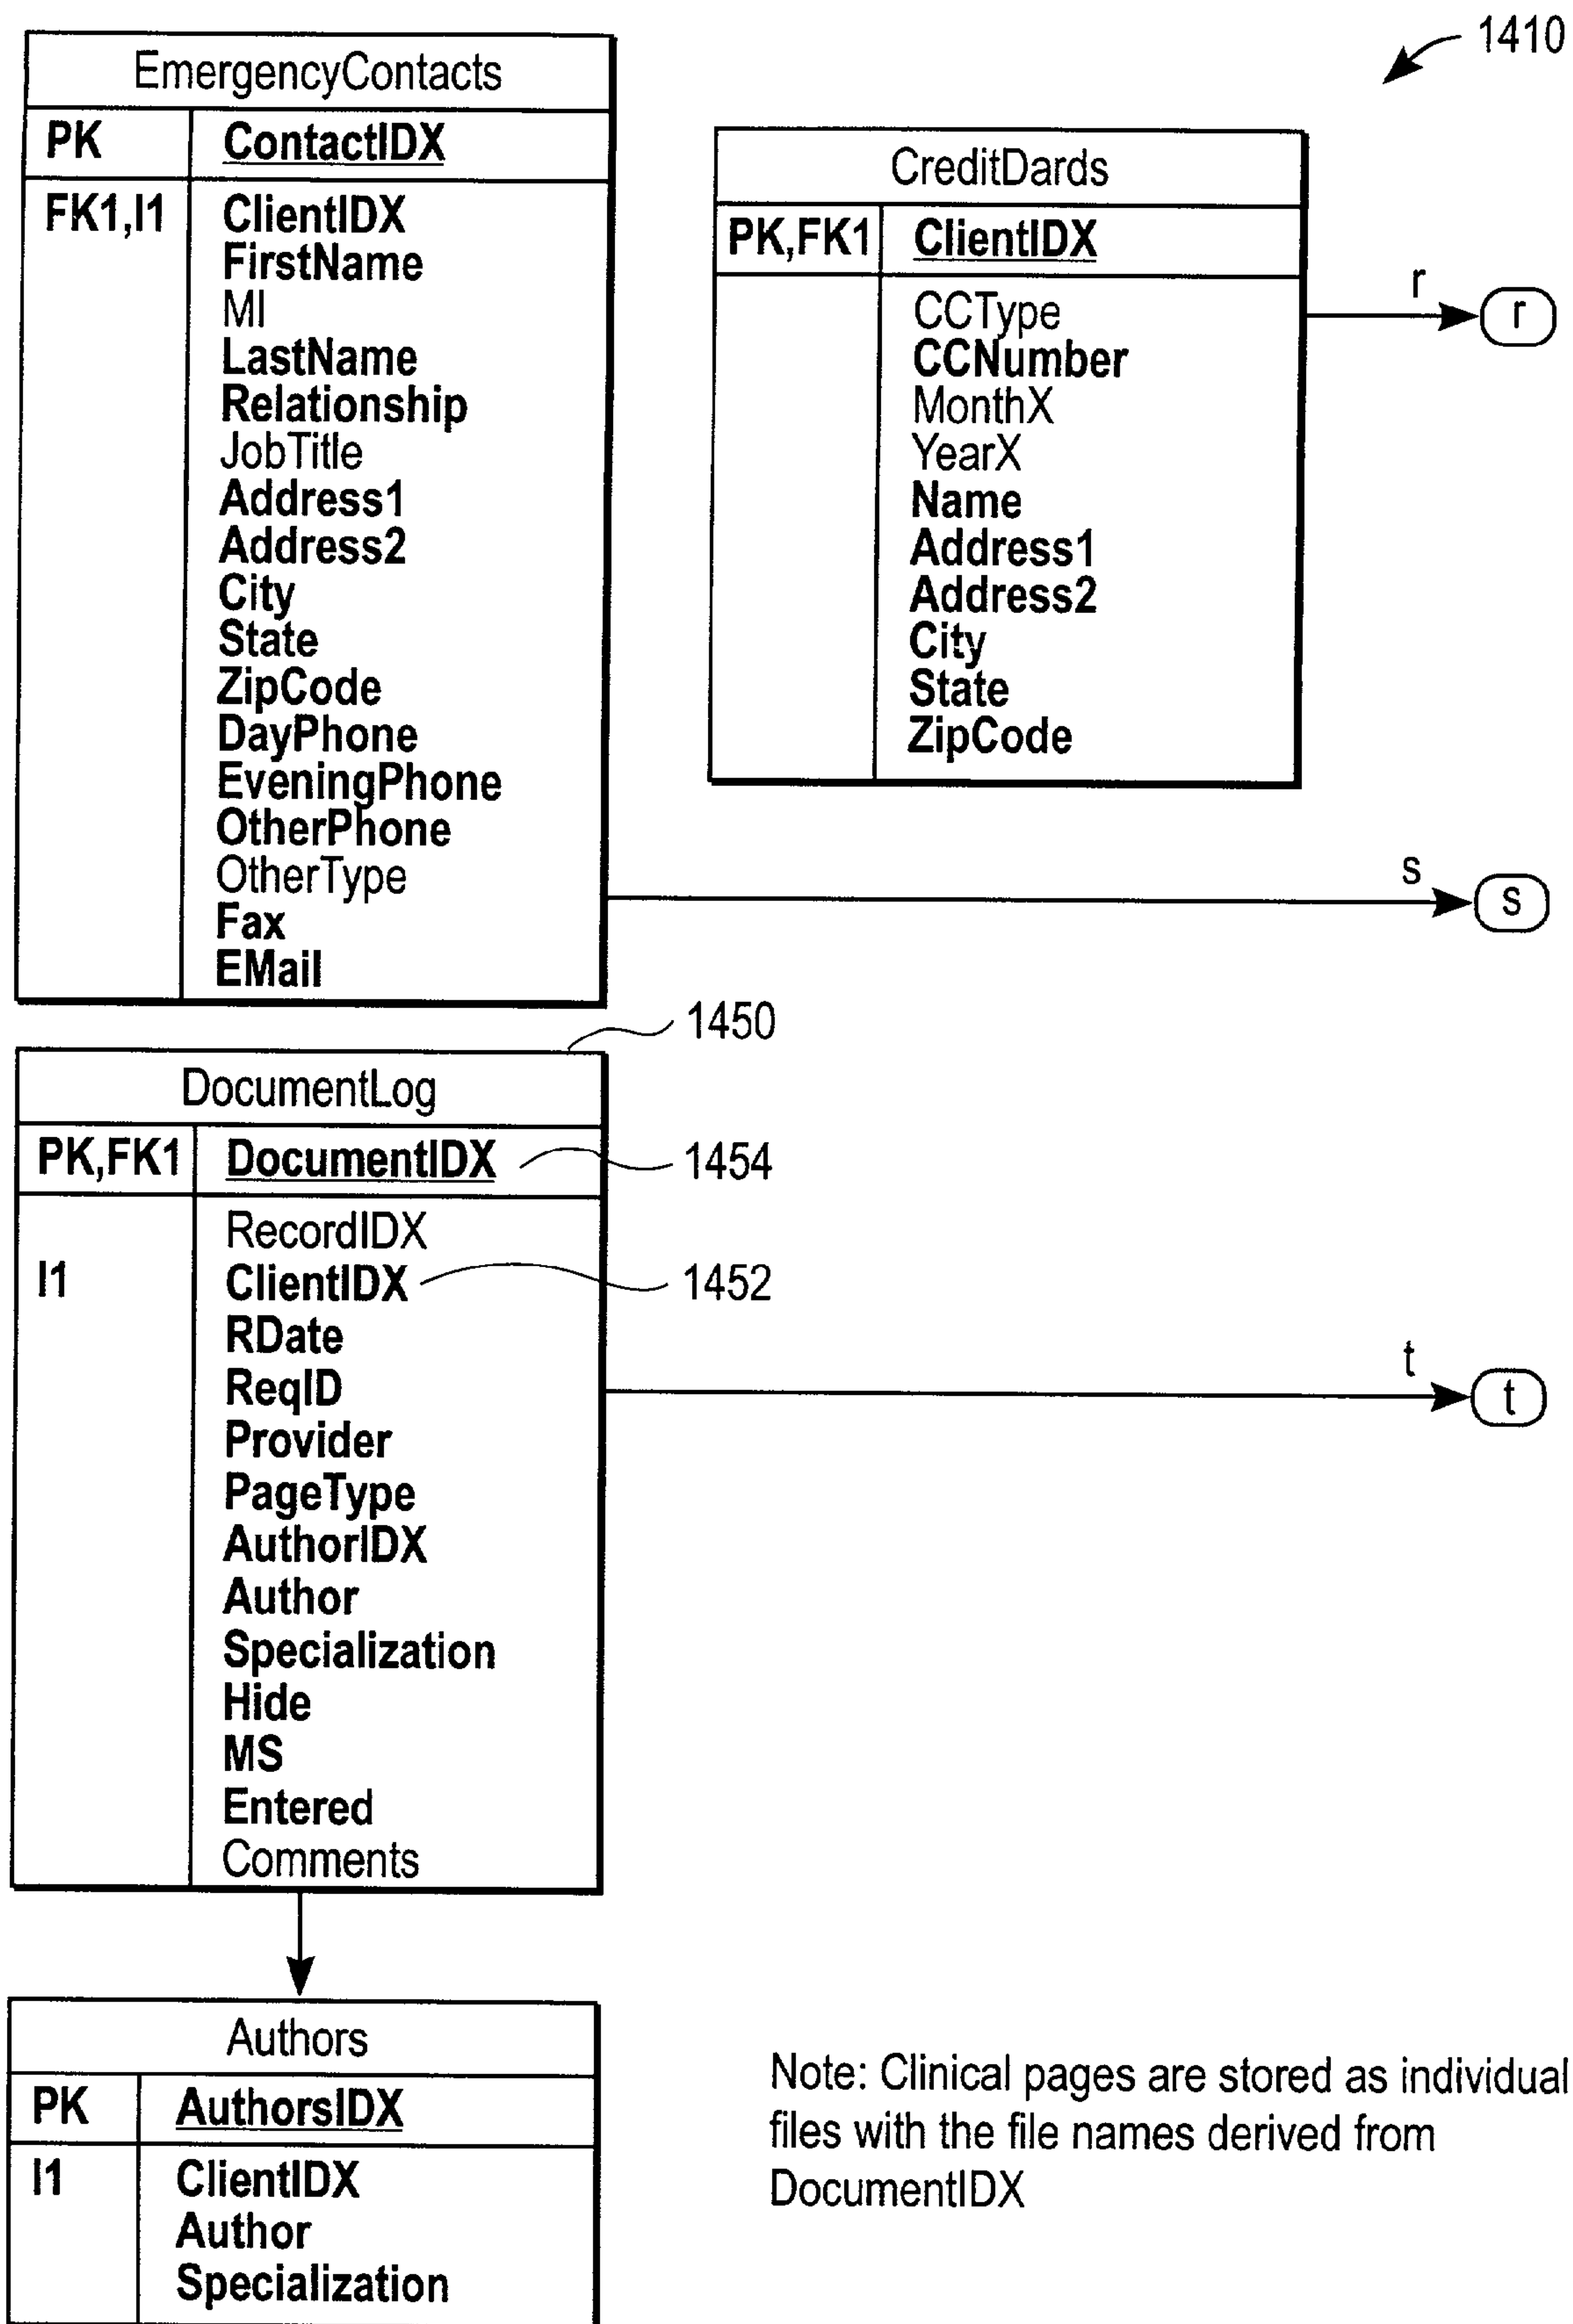 1410
EmergencyContacts
PK ContactIDX
FK1,I1 ClientIDX
FirstName
MI
LastName
Relationship
JobTitle
Address1
Address2
City
State
ZipCode
DayPhone
EveningPhone
OtherPhone
OtherType
Fax
EMail
CreditDards
PK,FK1 ClientIDX
CCType
CCNumber
MonthX
YearX
Name
Address1
Address2
City
State
ZipCode
r
r
s
s
1450
DocumentLog
PK,FK1 DocumentIDX 1454
RecordIDX
I1 ClientIDX 1452
RDate
ReqID
Provider
PageType
AuthorIDX
Author
Specialization
Hide
MS
Entered
Comments
t
t
Authors
PK AuthorsIDX
I1 ClientIDX
Author
Specialization
Note: Clinical pages are stored as individual
files with the file names derived from
DocumentIDX